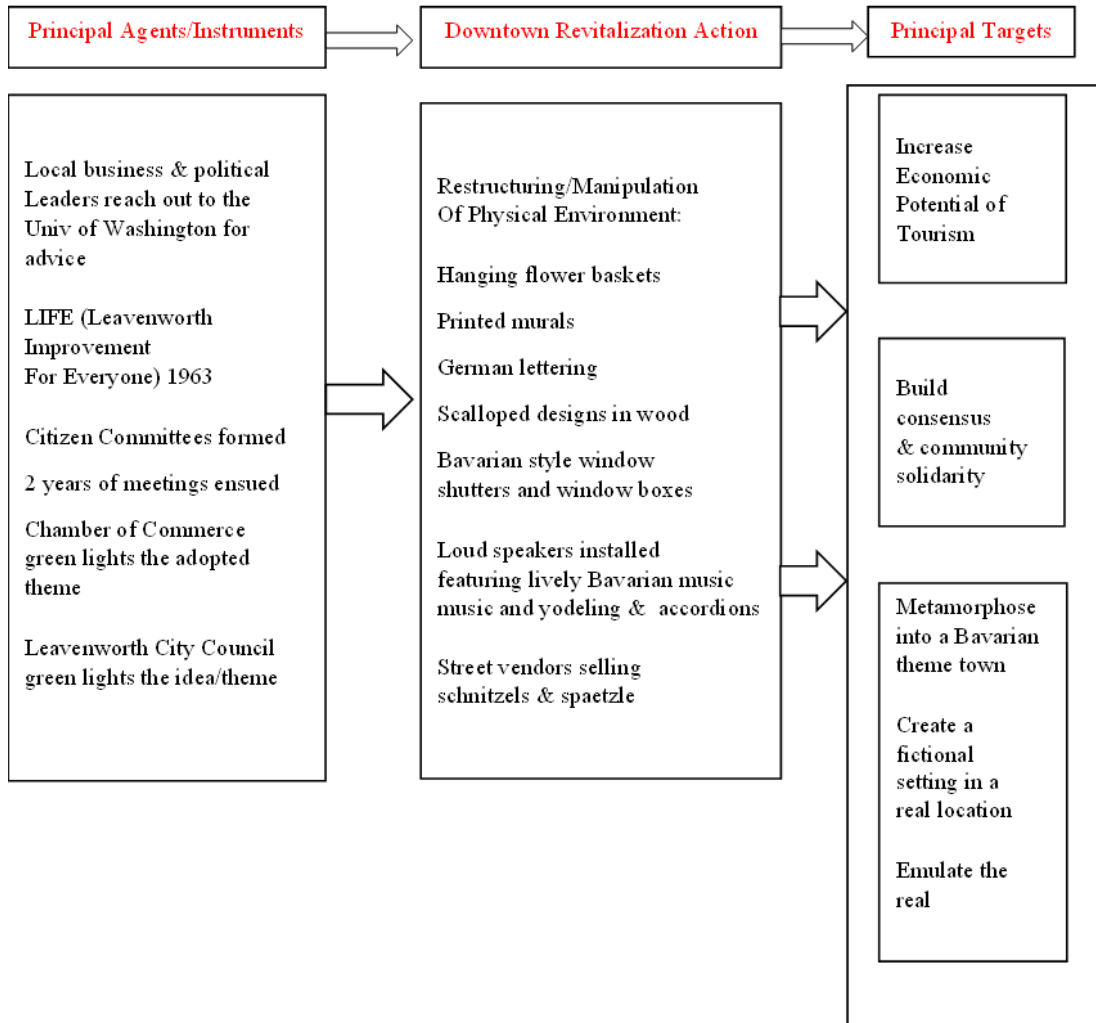 Principal Agents/Instruments
Downtown Revitalization Action
Principal Targets
Local business & political
Leaders reach out to the
Univ of Washington for
advice
LIFE (Leavenworth
Improvement
For Everyone) 1963
Citizen Committees formed
2 years of meetings ensued
Chamber of Commerce
green lights the adopted
theme
Leavenworth City Council
green lights the idea/theme
Restructuring/Manipulation
Of Physical Environment:
Hanging flower baskets
Printed murals
German lettering
Scalloped designs in wood
Bavarian style window
shutters and window boxes
Loud speakers installed
featuring lively Bavarian music
music and yodeling & accordions
Street vendors selling
schnitzels & spaetzle
Increase
Economic
Potential of
Tourism
Build
consensus
& community
solidarity
Metamorphose
into a Bavarian
theme town
Create a
fictional
setting in a
real location
Emulate the
real